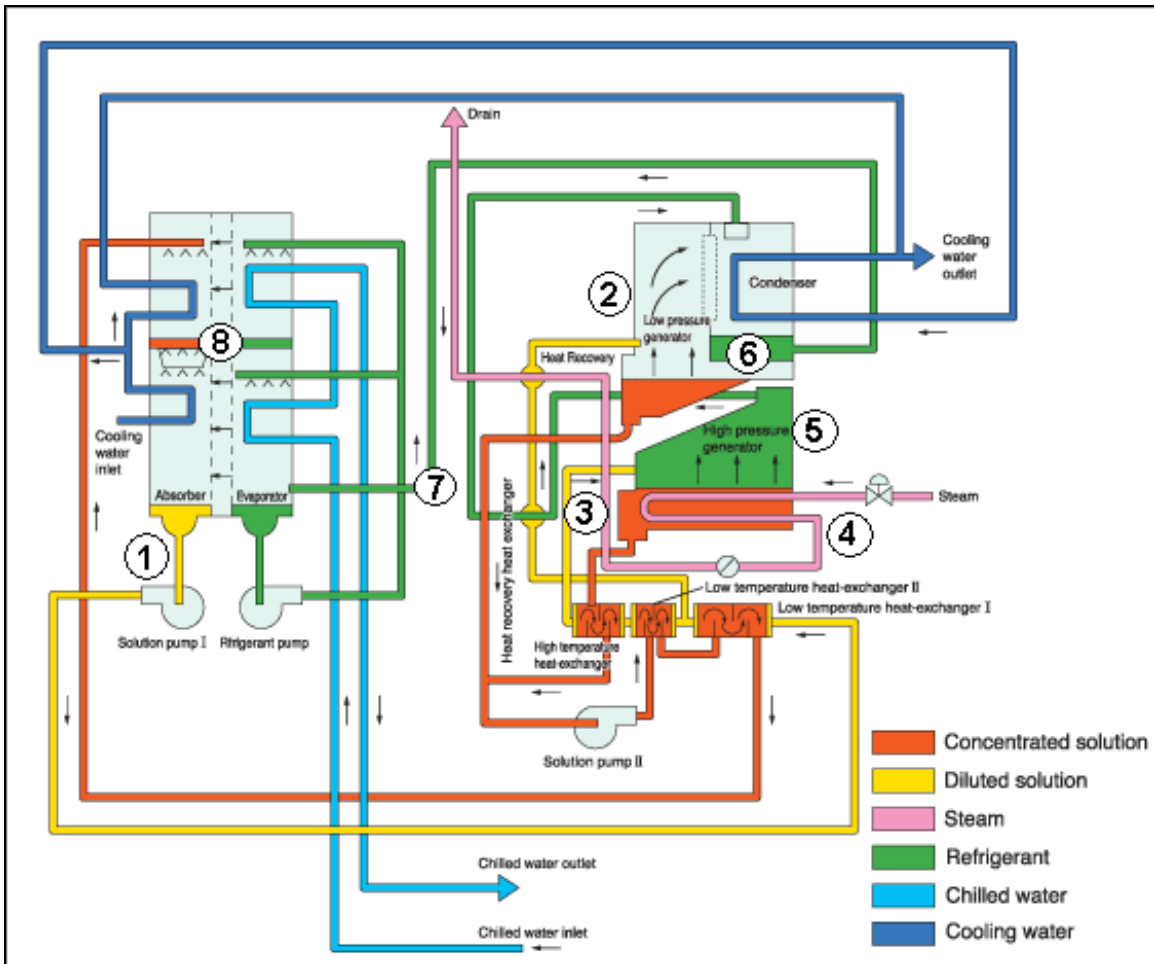 Drain
Cooling
water
outlet
Condenser
2
Low pressure
generator
8
6
Heat Recovery
Cooling
water
inlet
High pressure
generator
5
7
Absorber
Evaporator
Steam
3
4
1
Heat recovery heat exchanger
Low temperature heat-exchanger II
Low temperature heat-exchanger I
Solution pump I
Rfrigerant pump
High temperature
heat-exchanger
Solution pump II
Concentrated solution
Diluted solution
Steam
Refrigerant
Chilled water
Cooling water
Chilled water outlet
Chilled water inlet